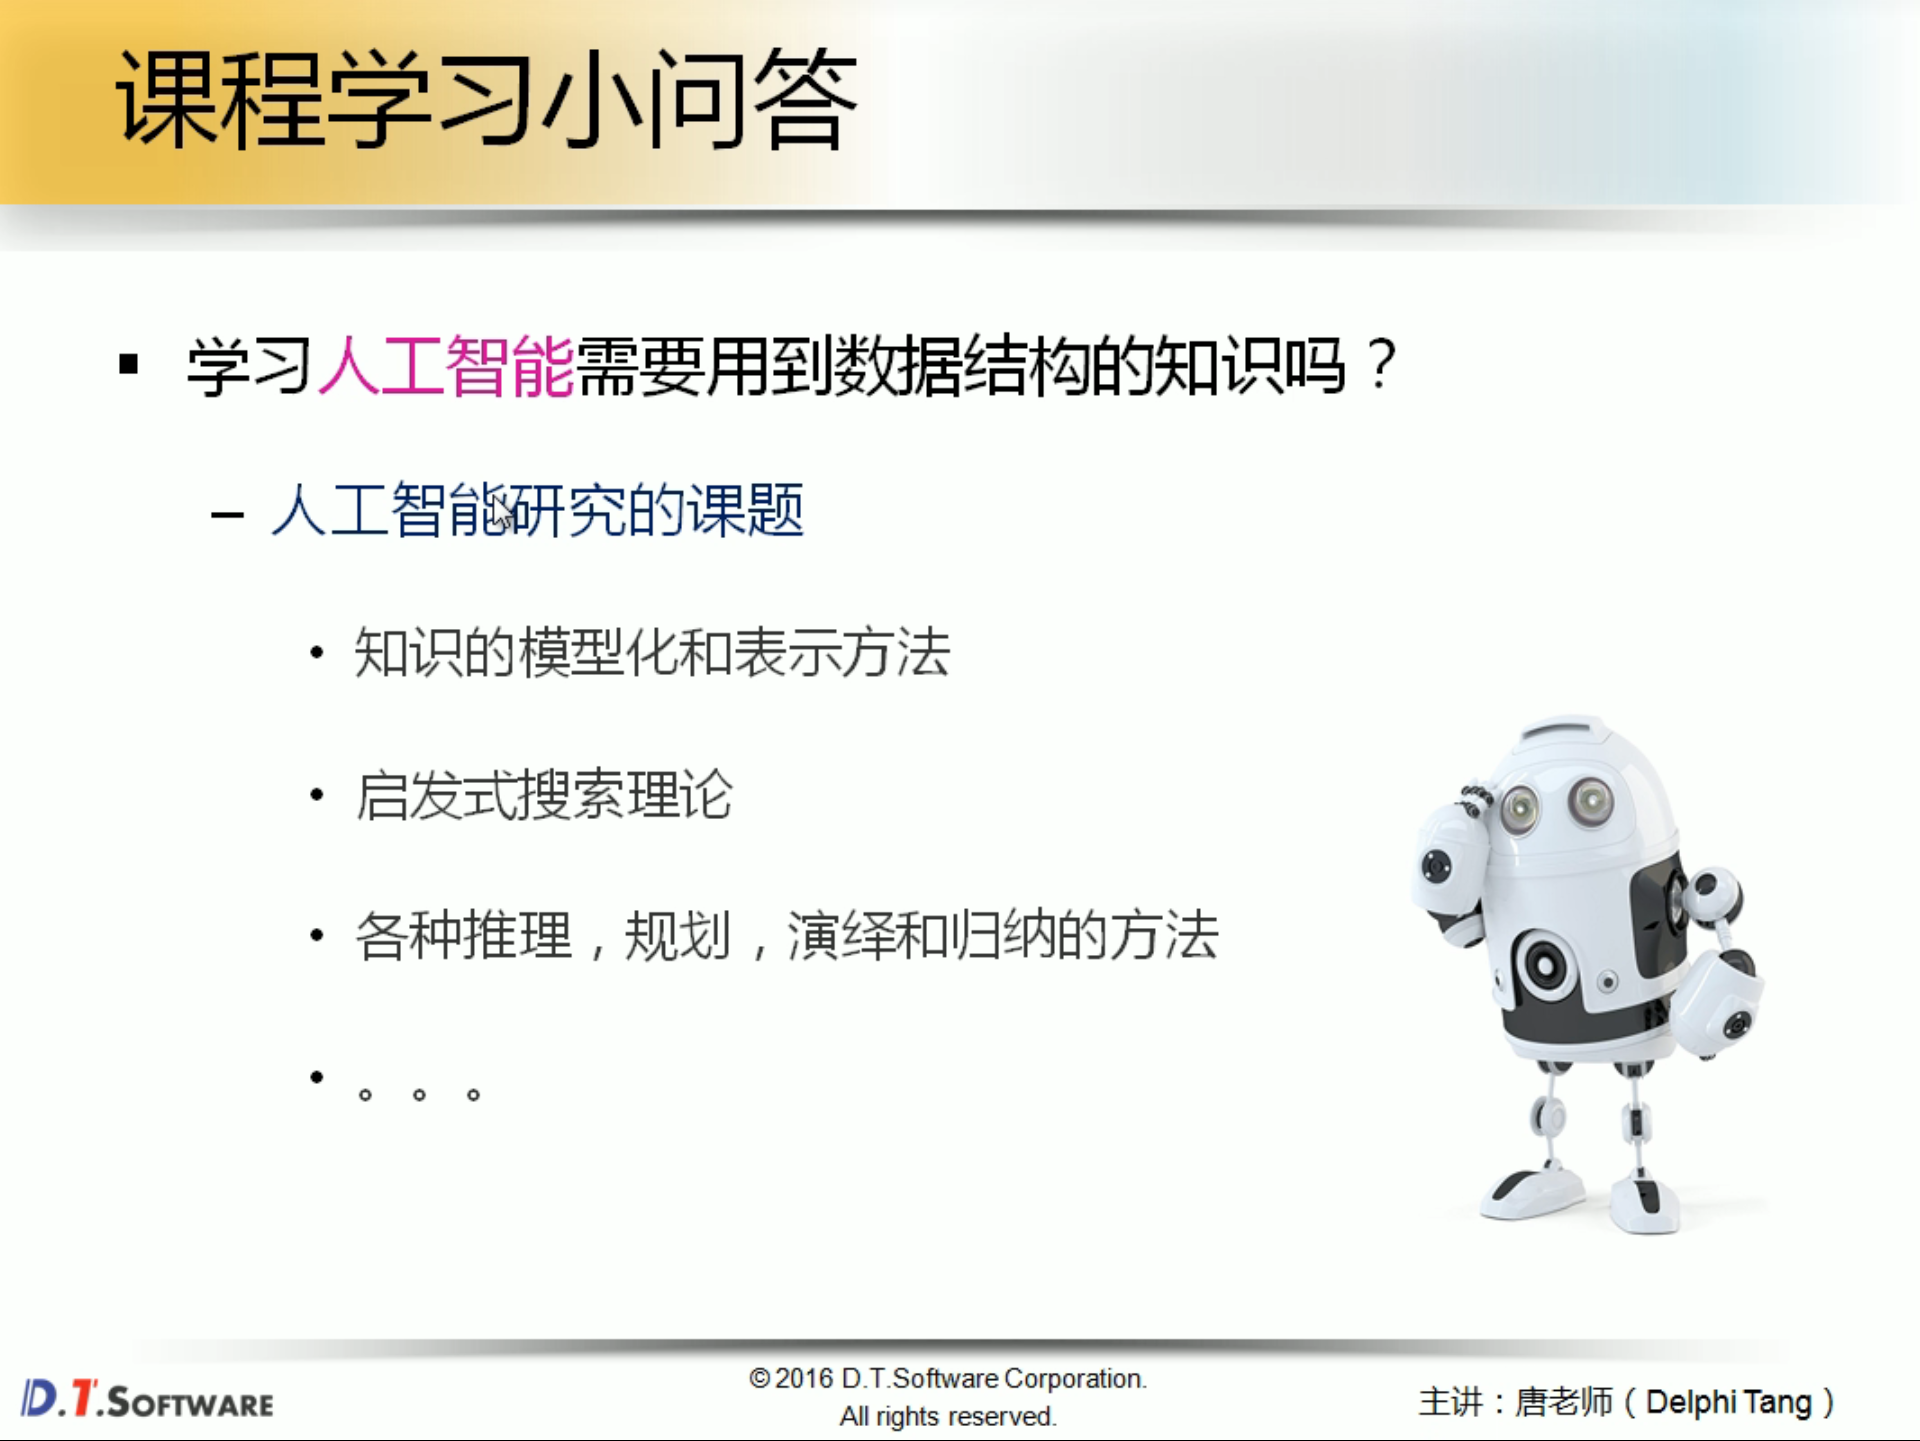 课程学习小问答
▪ 学习人工智能需要用到数据结构的知识吗？
– 人工智能研究的课题
• 知识的模型化和表示方法
• 启发式搜索理论
• 各种推理，规划，演绎和归纳的方法
• 。。。
D.T.SOFTWARE
© 2016 D.T.Software Corporation.
All rights reserved.
主讲：唐老师（Delphi Tang）